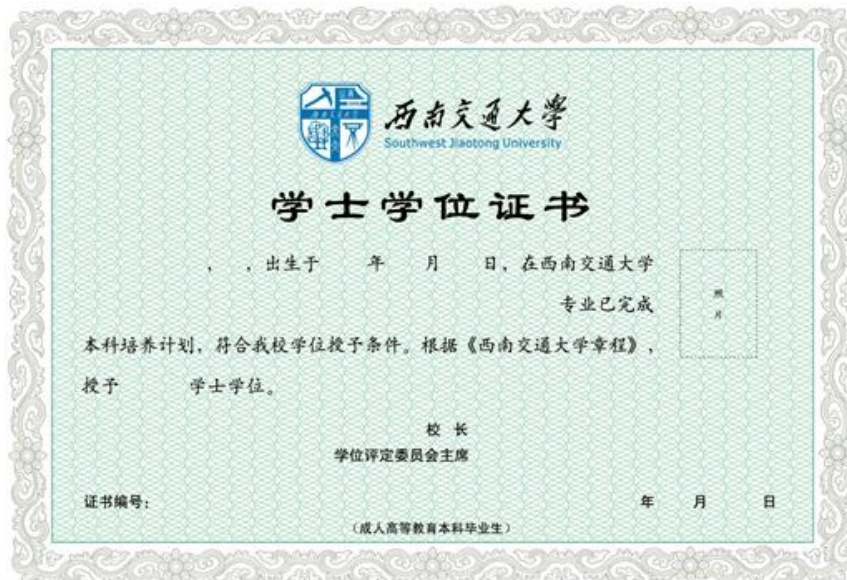 西南交通大学
Southwest Jiaotong University
学士学位证书
， ，出生于 年 月 日，在西南交通大学
专业已完成
照片
本科培养计划，符合我校学位授予条件。根据《西南交通大学章程》，
授予 学士学位。
校 长
学位评定委员会主席
证书编号： 年 月 日
（成人高等教育本科毕业生）